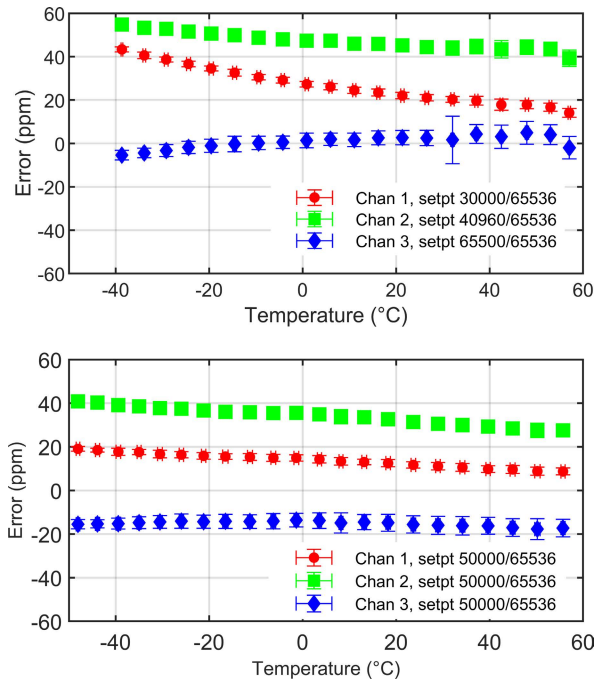 60
40
20
0
-20
-40
-60
Error (ppm)
Chan 1, setpt 30000/65536
Chan 2, setpt 40960/65536
Chan 3, setpt 65500/65536
-40 -20 0 20 40 60
Temperature (°C)
60
40
20
0
-20
-40
-60
Error (ppm)
Chan 1, setpt 50000/65536
Chan 2, setpt 50000/65536
Chan 3, setpt 50000/65536
-40 -20 0 20 40 60
Temperature (°C)